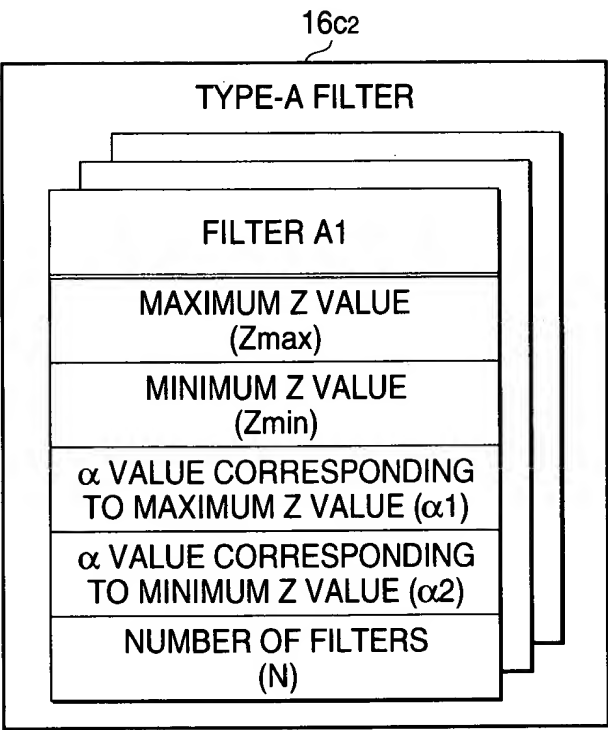 16c2
TYPE-A FILTER
FILTER A1
MAXIMUM Z VALUE
(Zmax)
MINIMUM Z VALUE
(Zmin)
α VALUE CORRESPONDING
TO MAXIMUM Z VALUE (α1)
α VALUE CORRESPONDING
TO MINIMUM Z VALUE (α2)
NUMBER OF FILTERS
(N)